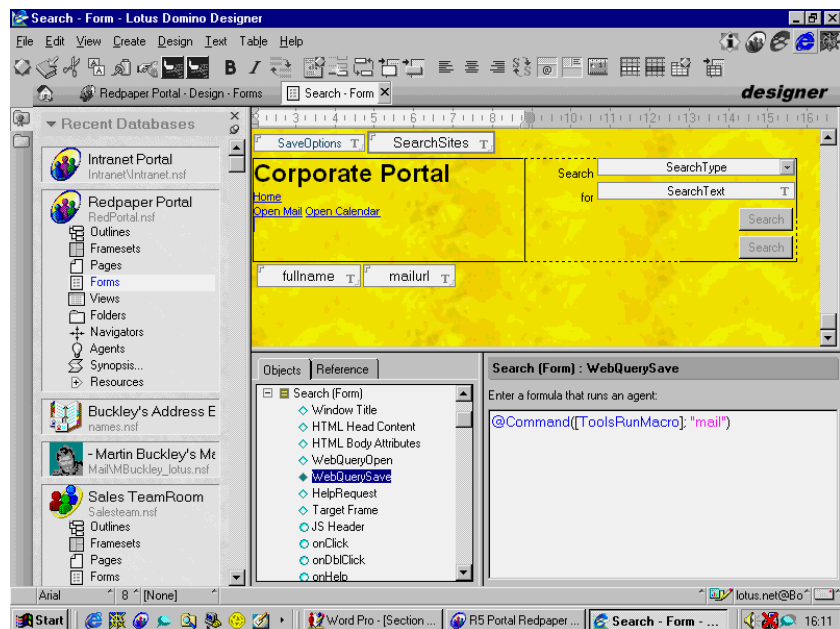 Search - Form - Lotus Domino Designer
File Edit View Create Design Text Table Help
Redpaper Portal - Design - Forms
Search - Form
designer
Recent Databases
Intranet Portal
Intranet\Intranet.nsf
Redpaper Portal
RedPortal.nsf
Outlines
Framesets
Pages
Forms
Views
Folders
Navigators
Agents
Synopsis...
Resources
Buckley's Address E
names.nsf
- Martin Buckley's Ma
Mail\MBuckley_lotus.nsf
Sales TeamRoom
Salesteam.nsf
Outlines
Framesets
Pages
Forms
SaveOptions T
SearchSites T
Corporate Portal
Home
Open Mail Open Calendar
Search SearchType
for SearchText T
Search
Search
fullname T
mailurl T
Objects Reference
Search (Form)
Window Title
HTML Head Content
HTML Body Attributes
WebQueryOpen
WebQuerySave
HelpRequest
Target Frame
JS Header
onClick
onDblClick
onHelp
Search (Form) : WebQuerySave
Enter a formula that runs an agent:
@Command([ToolsRunMacro]; "mail")
Arial 8 [None] lotus.net@Bo
Start Word Pro - [Section ... R5 Portal Redpaper ... Search - Form - ... 16:11